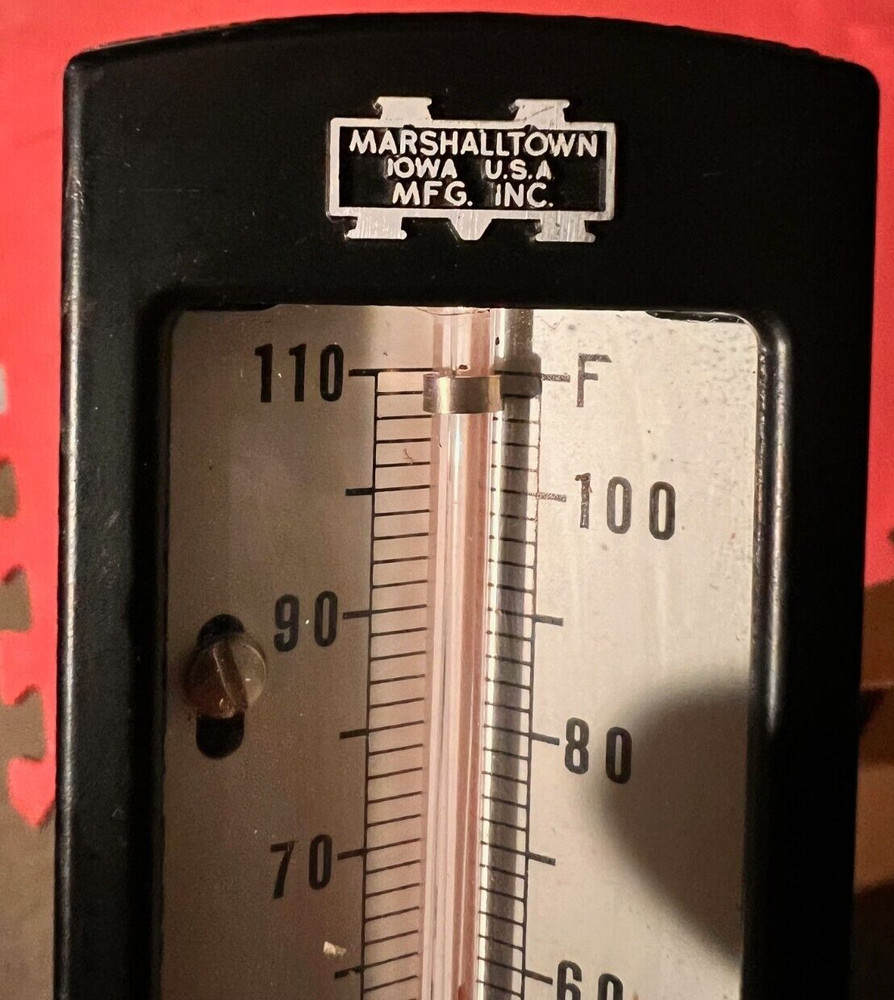 MARSHALLTOWN
IOWA U.S.A
MFG. INC.
110 F
100
90
80
70
60